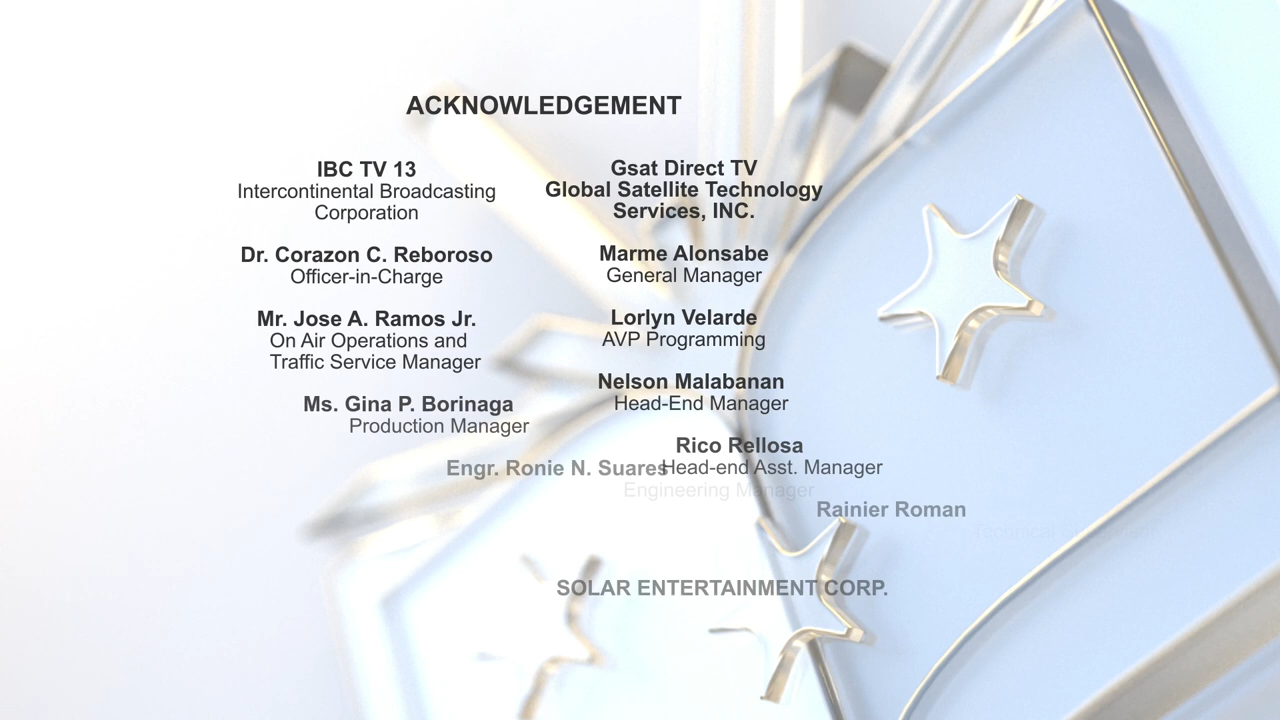 ACKNOWLEDGEMENT
IBC TV 13
Intercontinental Broadcasting
Corporation
Dr. Corazon C. Reboroso
Officer-in-Charge
Mr. Jose A. Ramos Jr.
On Air Operations and
Traffic Service Manager
Ms. Gina P. Borinaga
Production Manager
Engr. Ronie N. Suares
Engineering Manager
Gsat Direct TV
Global Satellite Technology
Services, INC.
Marme Alonsabe
General Manager
Lorlyn Velarde
AVP Programming
Nelson Malabanan
Head-End Manager
Rico Rellosa
Head-end Asst. Manager
Rainier Roman
SOLAR ENTERTAINMENT CORP.